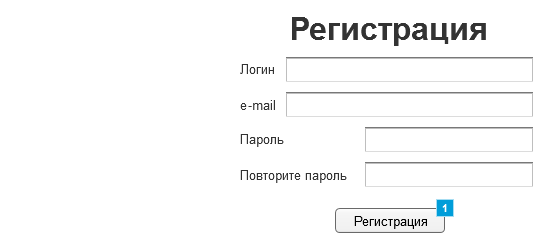 Регистрация
Логин
e-mail
Пароль
Повторите пароль
Регистрация 1